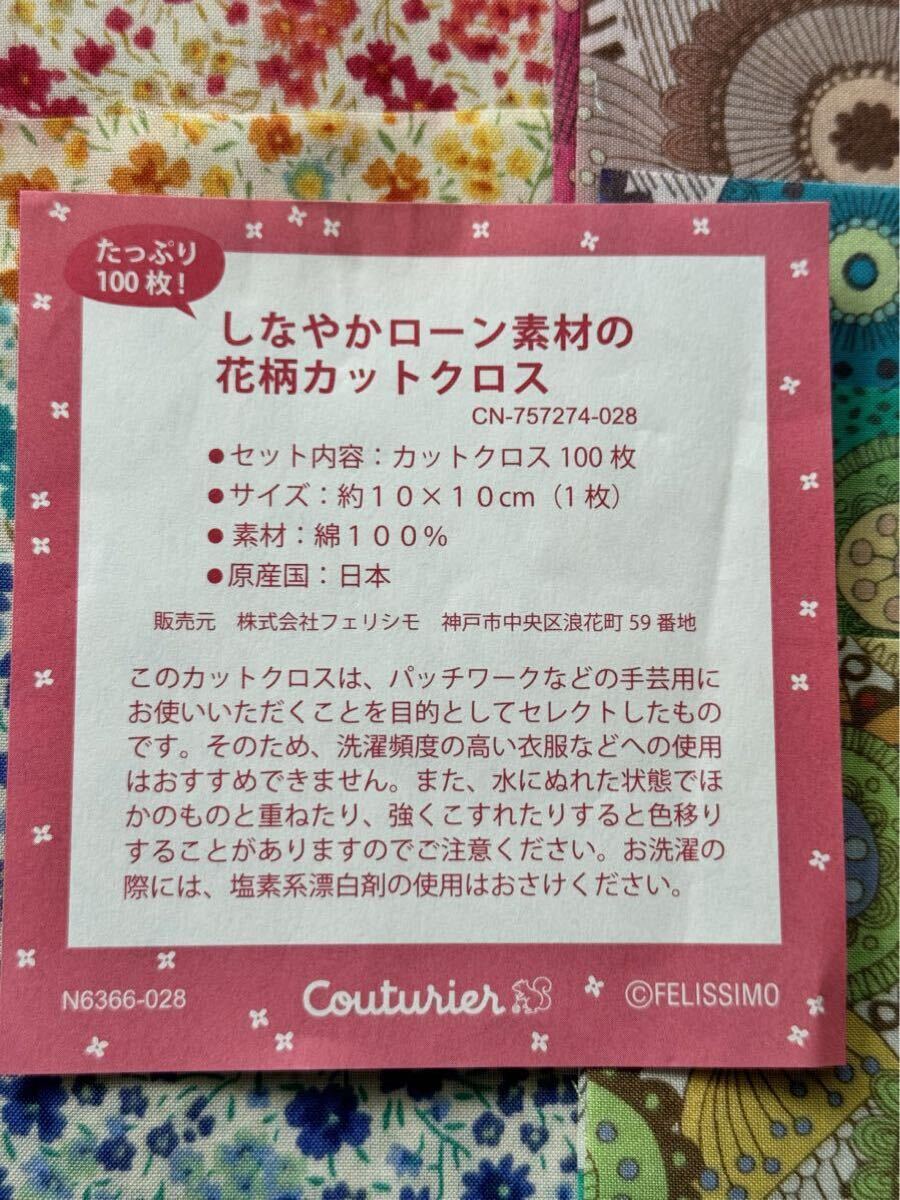 たっぷり
100枚!
しなやかローン素材の
花柄カットクロス
CN-757274-028
●セット内容：カットクロス100枚
●サイズ：約１０×１０cm（１枚）
●素材：綿１００％
●原産国：日本
販売元　株式会社フェリシモ　神戸市中央区浪花町59番地
このカットクロスは、パッチワークなどの手芸用に
お使いいただくことを目的としてセレクトしたもの
です。そのため、洗濯頻度の高い衣服などへの使用
はおすすめできません。また、水にぬれた状態でほ
かのものと重ねたり、強くこすれたりすると色移り
することがありますのでご注意ください。お洗濯の
際には、塩素系漂白剤の使用はおさけください。
N6366-028
Couturier
©FELISSIMO